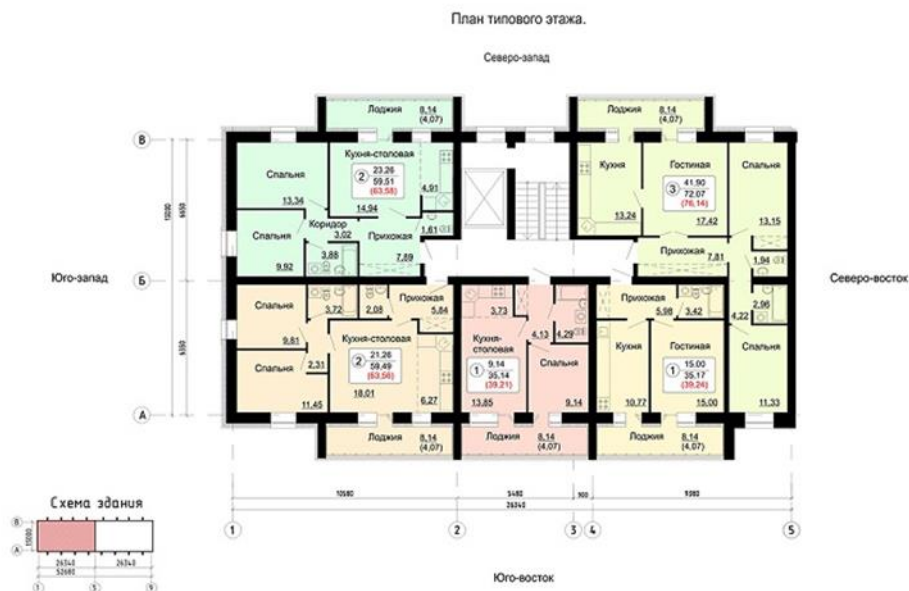 План типового этажа.
Северо-запад
Лоджия 8,14
(4,07)
Лоджия 8,14
(4,07)
В
Спальня
13,34
Кухня-столовая
2
23,26
59,51
(63,58)
14,94
4,91
Кухня
13,24
Гостиная
3
41,90
72,07
(76,14)
17,42
Спальня
13,15
15000
6650
Спальня
9,92
Коридор
3,02
3,88
Прихожая
7,89
1,61
Прихожая
7,81
1,94
Юго-запад
Б
Северо-восток
Спальня
9,81
3,72
2,08
Прихожая
5,84
3,73
4,13
4,29
Прихожая
5,98
3,42
4,22
2,96
6350
2,31
Кухня-столовая
2
21,26
59,49
(63,56)
18,01
6,27
Кухня-
столовая
1
9,14
35,14
(39,21)
13,85
Спальня
9,14
Кухня
10,77
Гостиная
1
15,00
35,17
(39,24)
15,00
Спальня
11,33
Спальня
11,45
А
Лоджия 8,14
(4,07)
Лоджия 8,14
(4,07)
Лоджия 8,14
(4,07)
10580
5480
900
9380
26340
1
2
3
4
5
Схема здания
В
А
15000
26340
26340
52680
1
5
9
Юго-восток